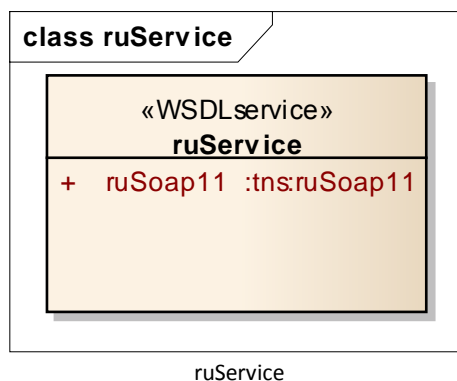 class ruService
«WSDLservice»
ruService
+ ruSoap11 :tns:ruSoap11
ruService